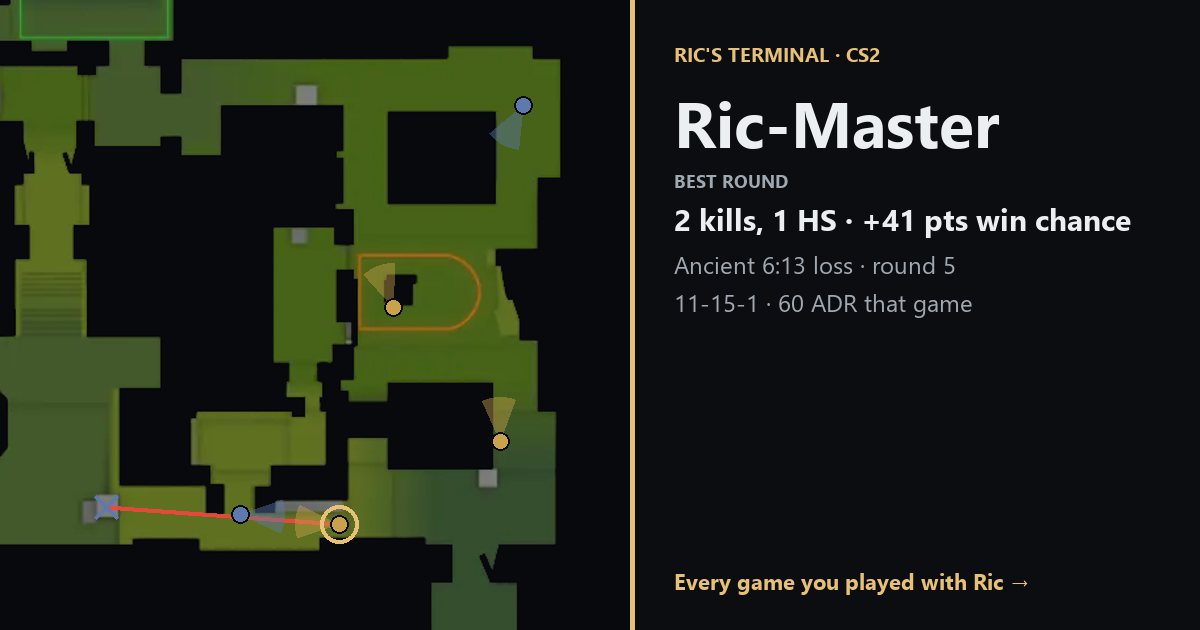 RIC'S TERMINAL · CS2
Ric-Master
BEST ROUND
2 kills, 1 HS · +41 pts win chance
Ancient 6:13 loss · round 5
11-15-1 · 60 ADR that game
Every game you played with Ric →